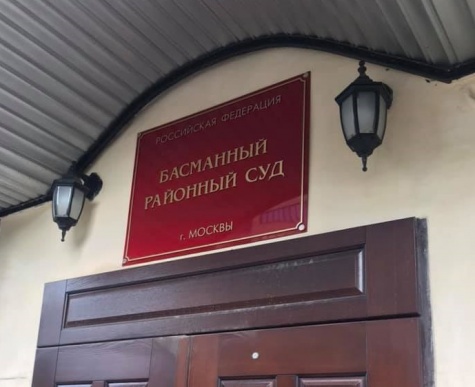 РОССИЙСКАЯ ФЕДЕРАЦИЯ
БАСМАННЫЙ
РАЙОННЫЙ СУД
г. МОСКВЫ